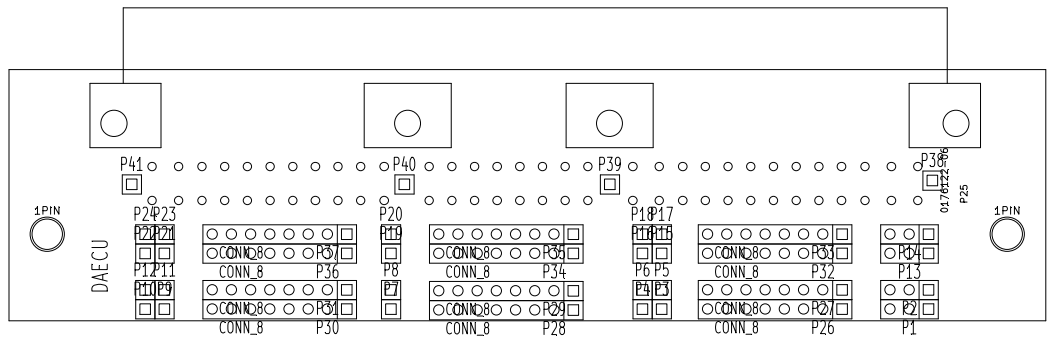 P41
P40
P39
P38
0176122-06
P25
1PIN
1PIN
DAECU
P24 P23
P20
P18 P17
P22 P21
P19
P16 P15
CONN_8 P37
CONN_8 P35
CONN_8 P33
P14
CONN_8 P36
CONN_8 P34
CONN_8 P32
P13
P12 P11
P8
P6 P5
P10 P9
P7
P4 P3
CONN_8 P31
CONN_8 P29
CONN_8 P27
P2
CONN_8 P30
CONN_8 P28
CONN_8 P26
P1